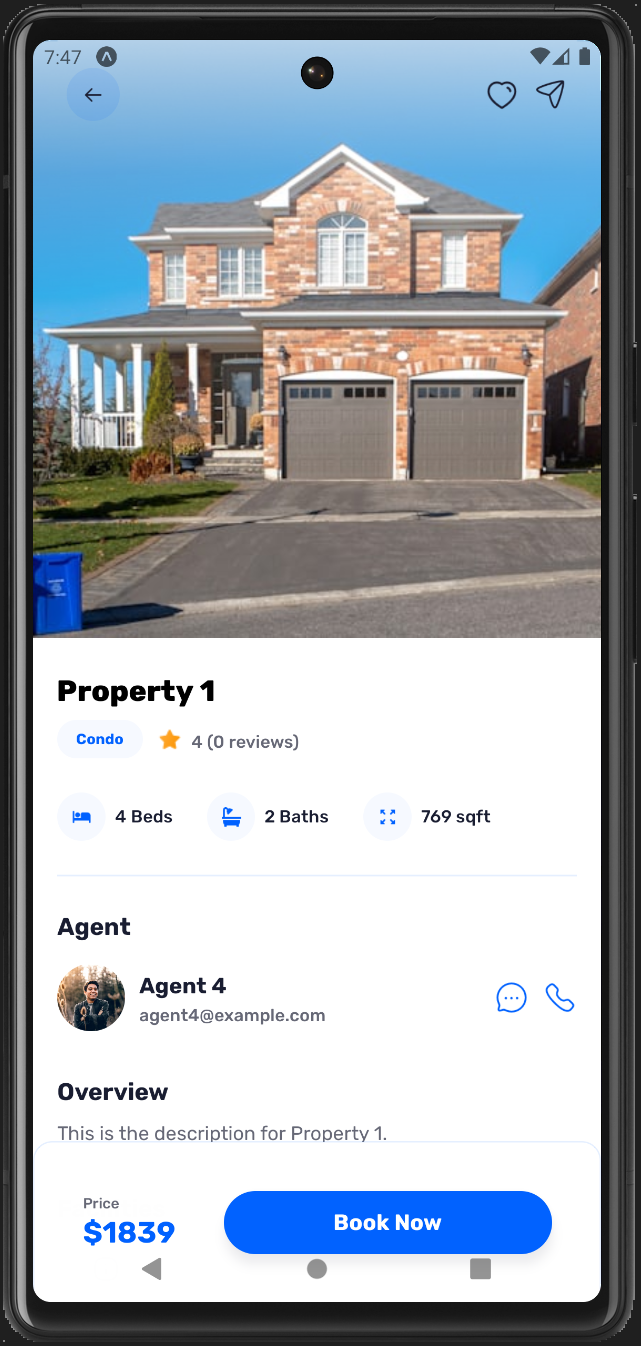 7:47
Property 1
Condo
4 (0 reviews)
4 Beds
2 Baths
769 sqft
Agent
Agent 4
agent4@example.com
Overview
This is the description for Property 1.
Price
$1839
Book Now